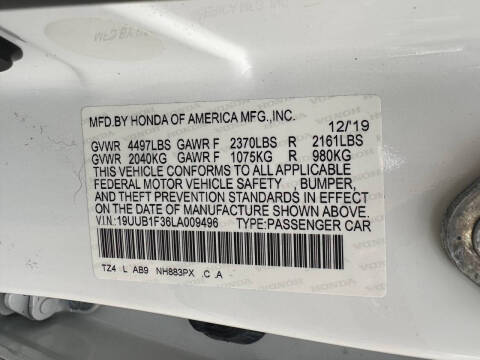 MFD.BY HONDA OF AMERICA MFG.,INC.
12/'19
GVWR 4497LBS GAWR F 2370LBS R 2161LBS
GVWR 2040KG GAWR F 1075KG R 980KG
THIS VEHICLE CONFORMS TO ALL APPLICABLE
FEDERAL MOTOR VEHICLE SAFETY , BUMPER,
AND THEFT PREVENTION STANDARDS IN EFFECT
ON THE DATE OF MANUFACTURE SHOWN ABOVE.
V.I.N:19UUB1F36LA009496 TYPE:PASSENGER CAR
TZ4 L AB9 NH883PX .C .A